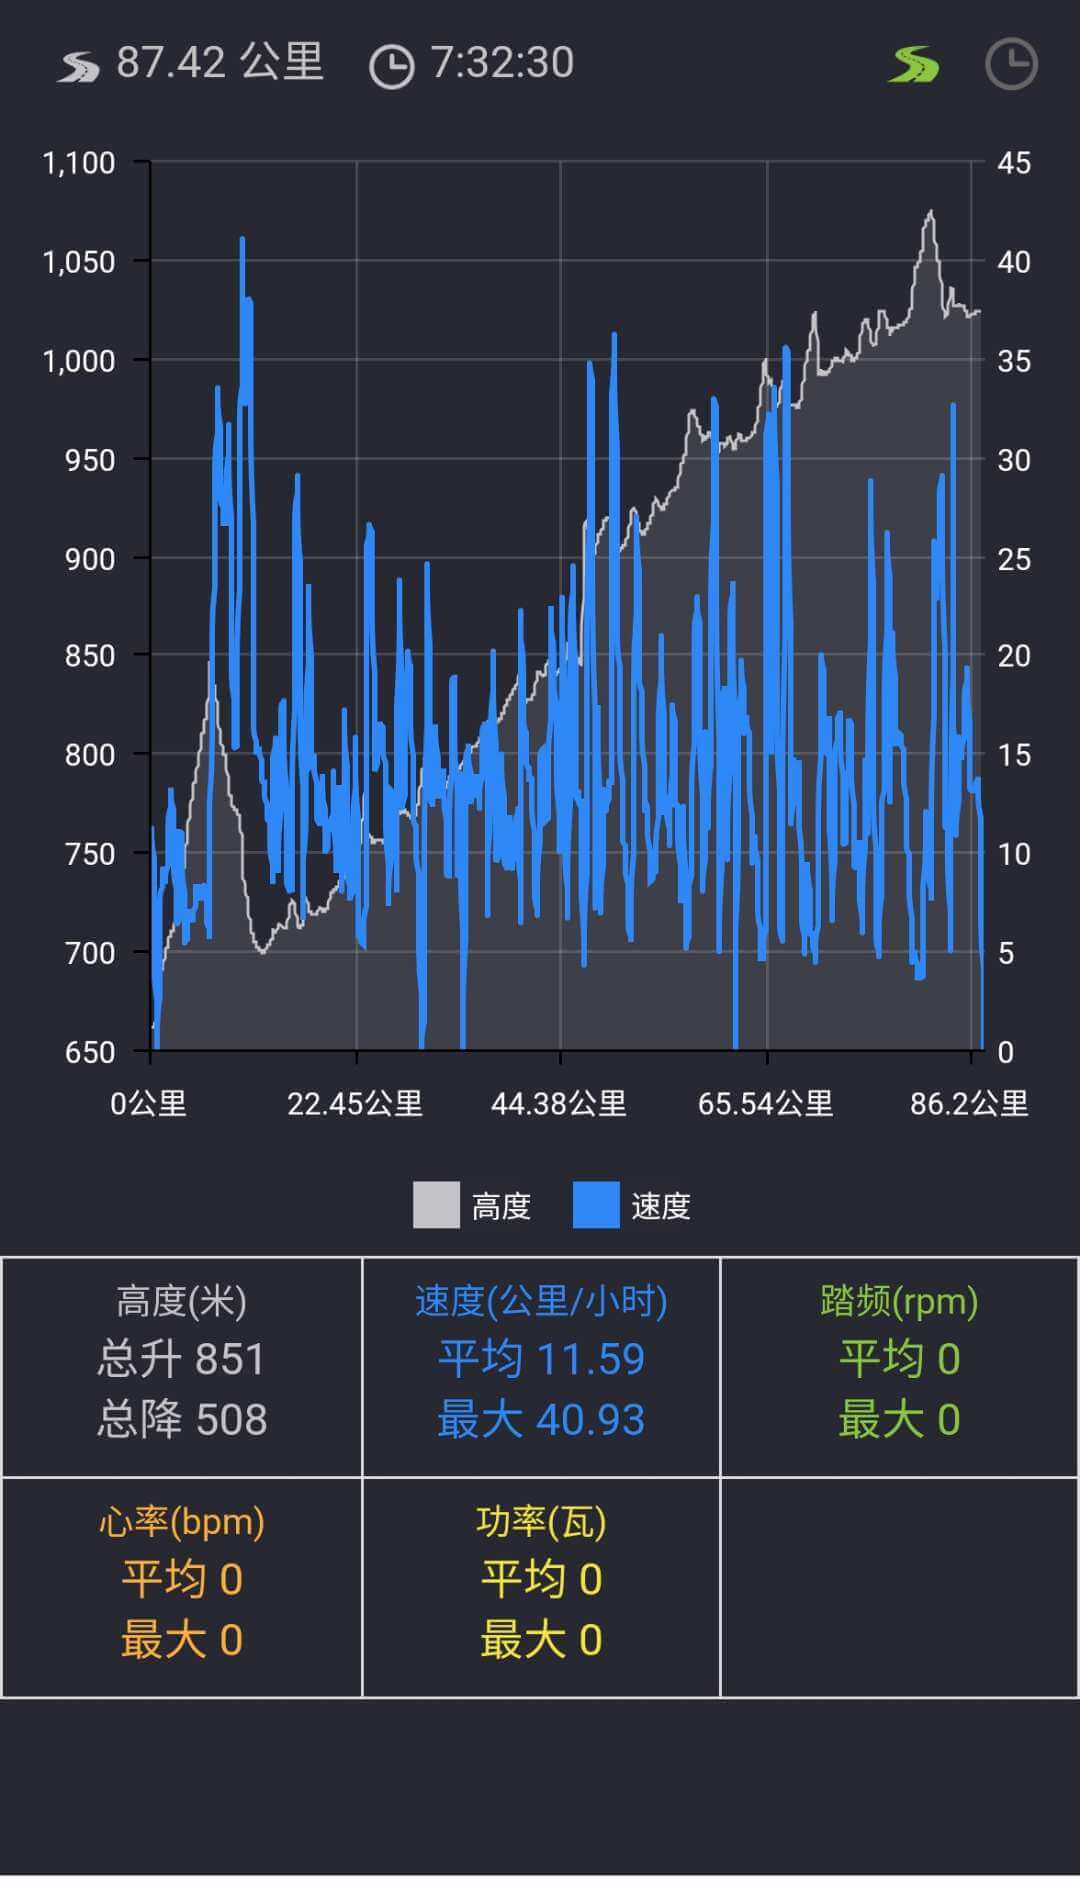 87.42 公里 7:32:30
1,100 45
1,050 40
1,000 35
950 30
900 25
850 20
800 15
750 10
700 5
650 0
0公里 22.45公里 44.38公里 65.54公里 86.2公里
高度 速度
高度(米) 速度(公里/小时) 踏频(rpm)
总升 851 平均 11.59 平均 0
总降 508 最大 40.93 最大 0
心率(bpm) 功率(瓦)
平均 0 平均 0
最大 0 最大 0